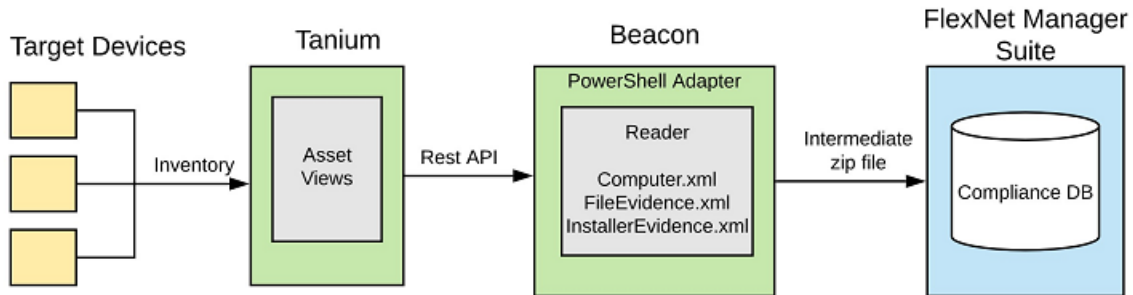 Target Devices
Inventory
Tanium
Asset
Views
Rest API
Beacon
PowerShell Adapter
Reader
Computer.xml
FileEvidence.xml
InstallerEvidence.xml
Intermediate
zip file
FlexNet Manager
Suite
Compliance DB